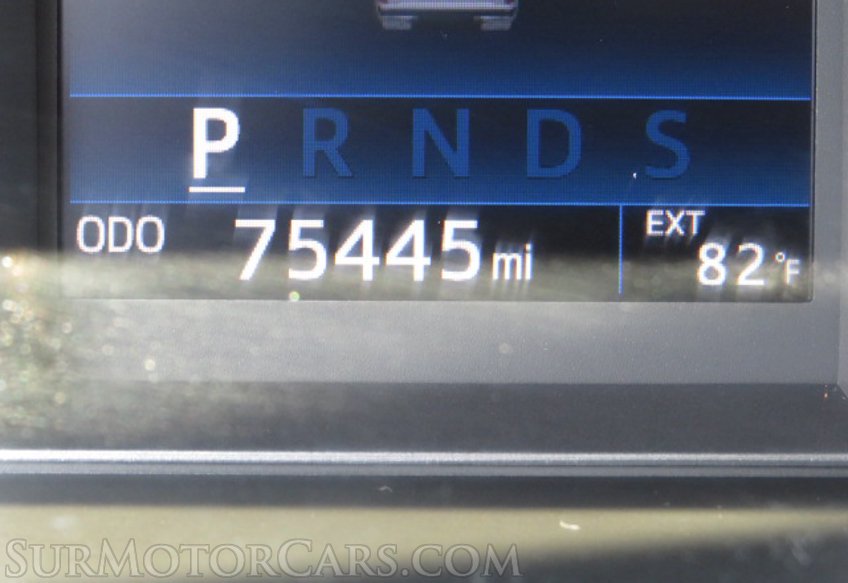 P R N D S
ODO 75445 mi EXT 82 °F
SURMOTORCARS.COM